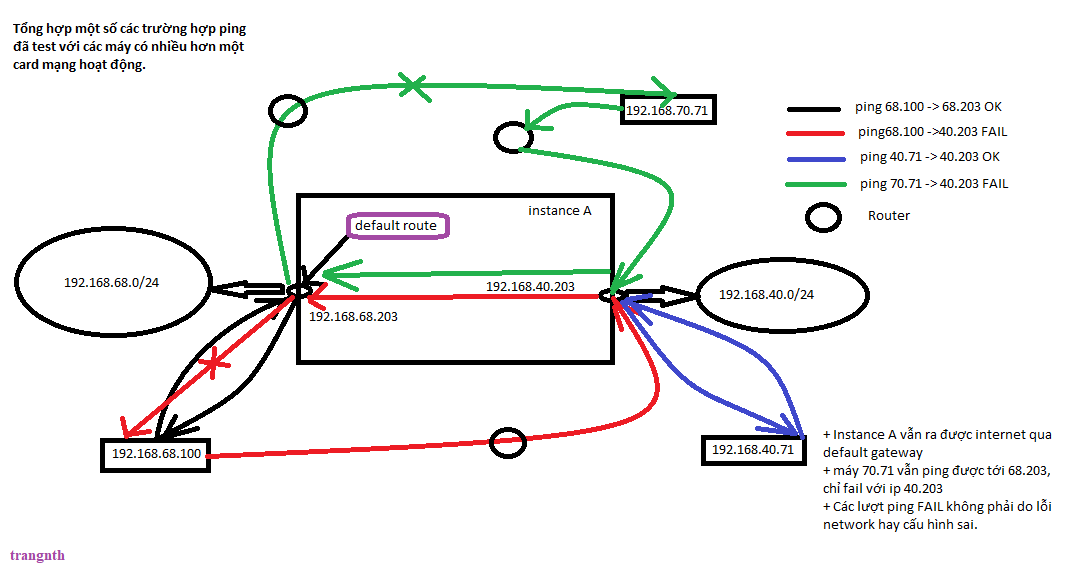 Tổng hợp một số các trường hợp ping
đã test với các máy có nhiều hơn một
card mạng hoạt động.
192.168.70.71
ping 68.100 -> 68.203 OK
ping68.100 ->40.203 FAIL
ping 40.71 -> 40.203 OK
ping 70.71 -> 40.203 FAIL
Router
instance A
default route
192.168.68.0/24
192.168.40.203
192.168.40.0/24
192.168.68.203
192.168.68.100
192.168.40.71
+ Instance A vẫn ra được internet qua
default gateway
+ máy 70.71 vẫn ping được tới 68.203,
chỉ fail với ip 40.203
+ Các lượt ping FAIL không phải do lỗi
network hay cấu hình sai.
trangnth